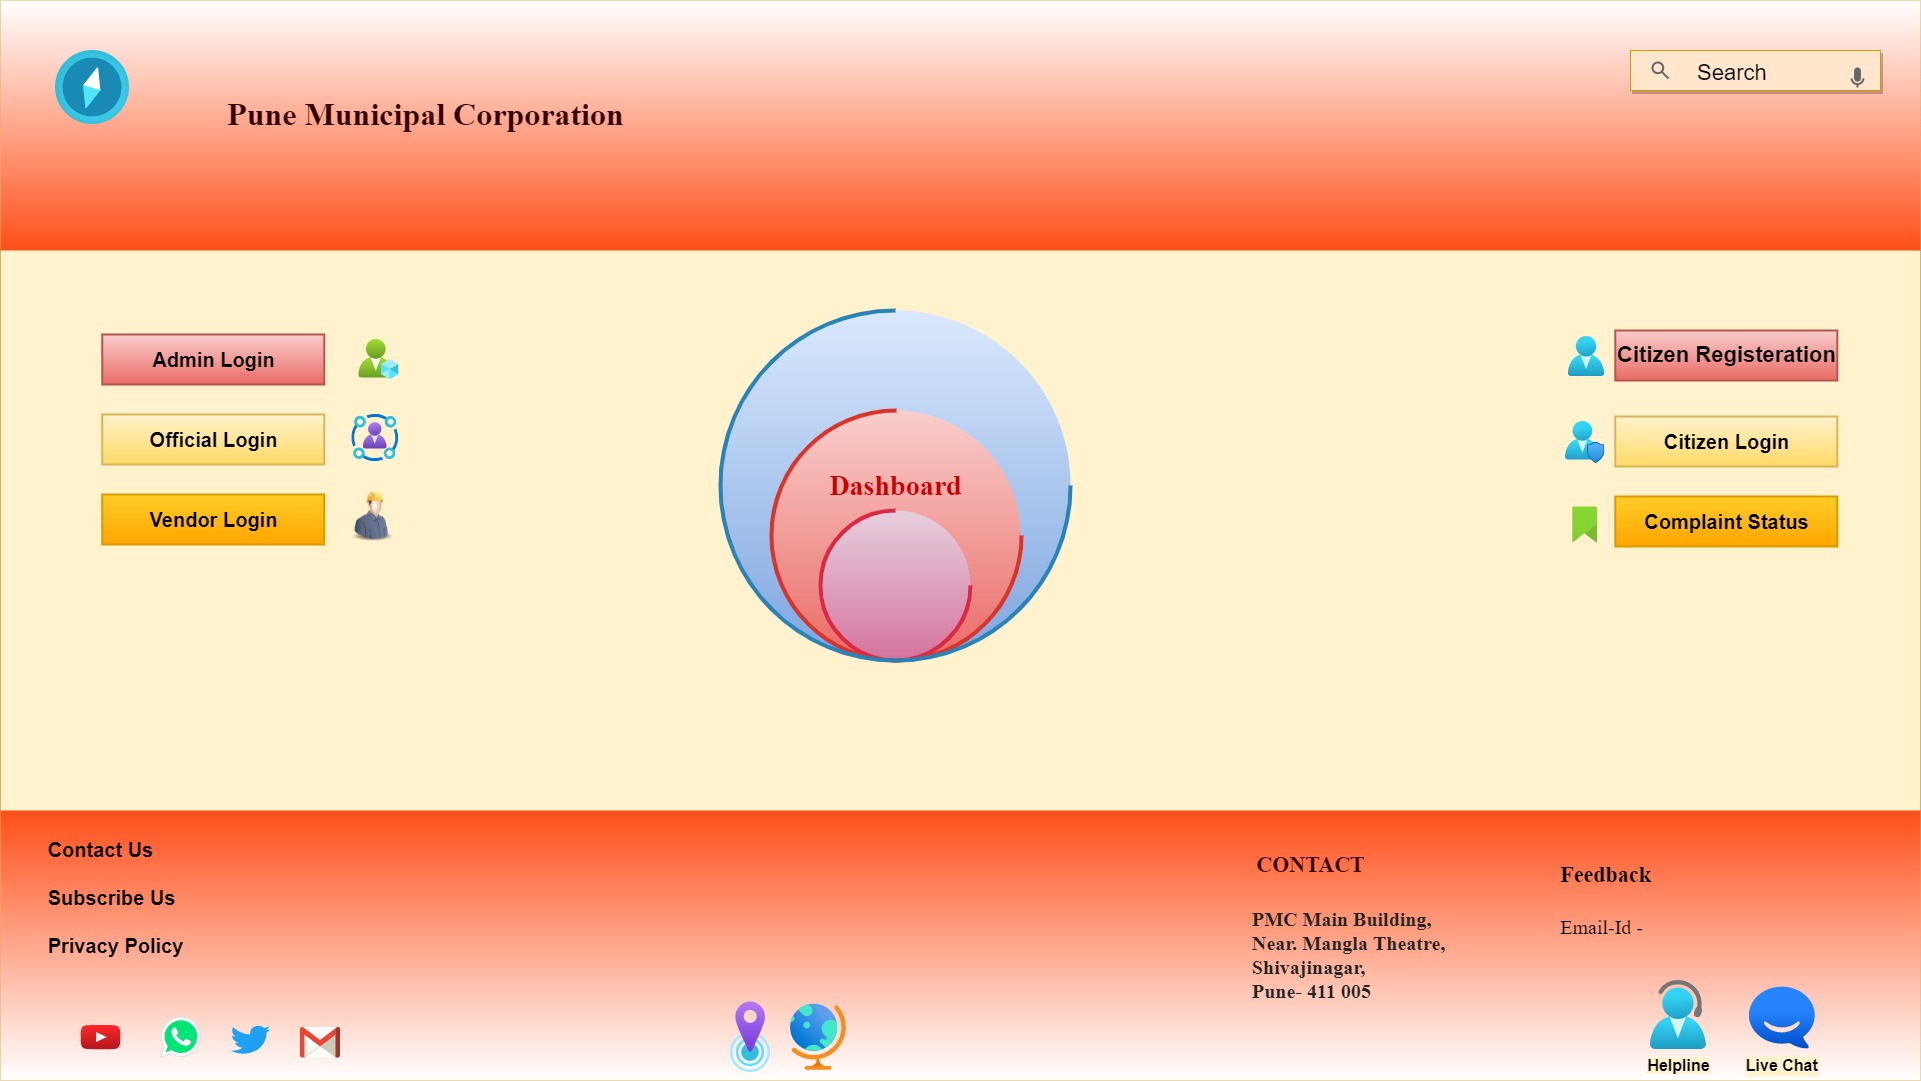 Search
Pune Municipal Corporation
Admin Login
Official Login
Vendor Login
Dashboard
Citizen Registeration
Citizen Login
Complaint Status
Contact Us
Subscribe Us
Privacy Policy
CONTACT
PMC Main Building,
Near. Mangla Theatre,
Shivajinagar,
Pune- 411 005
Feedback
Email-Id -
Helpline
Live Chat